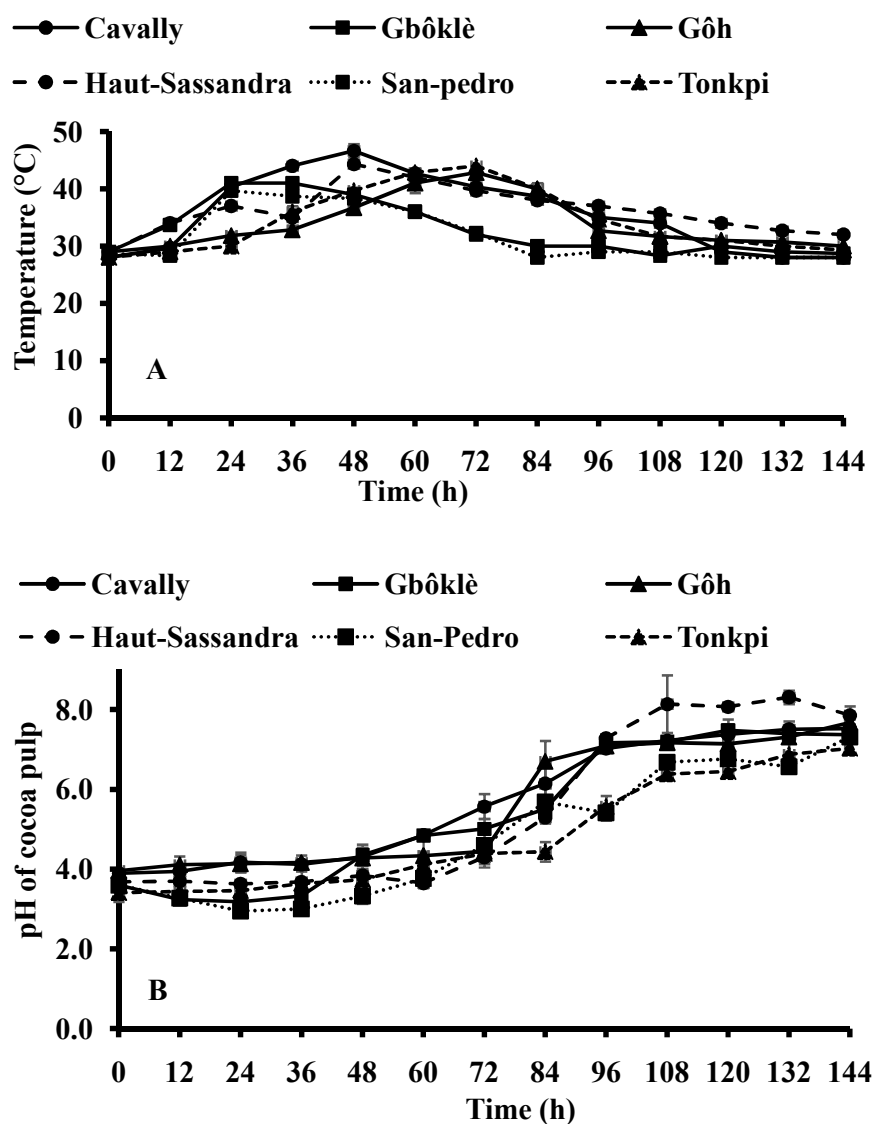 Cavally Gbôklè Gôh
Haut-Sassandra San-pedro Tonkpi
50
40
30
20
10
0
Temperature (°C)
A
0 12 24 36 48 60 72 84 96 108 120 132 144
Time (h)
Cavally Gbôklè Gôh
Haut-Sassandra San-Pedro Tonkpi
8.0
6.0
4.0
2.0
0.0
pH of cocoa pulp
B
0 12 24 36 48 60 72 84 96 108 120 132 144
Time (h)